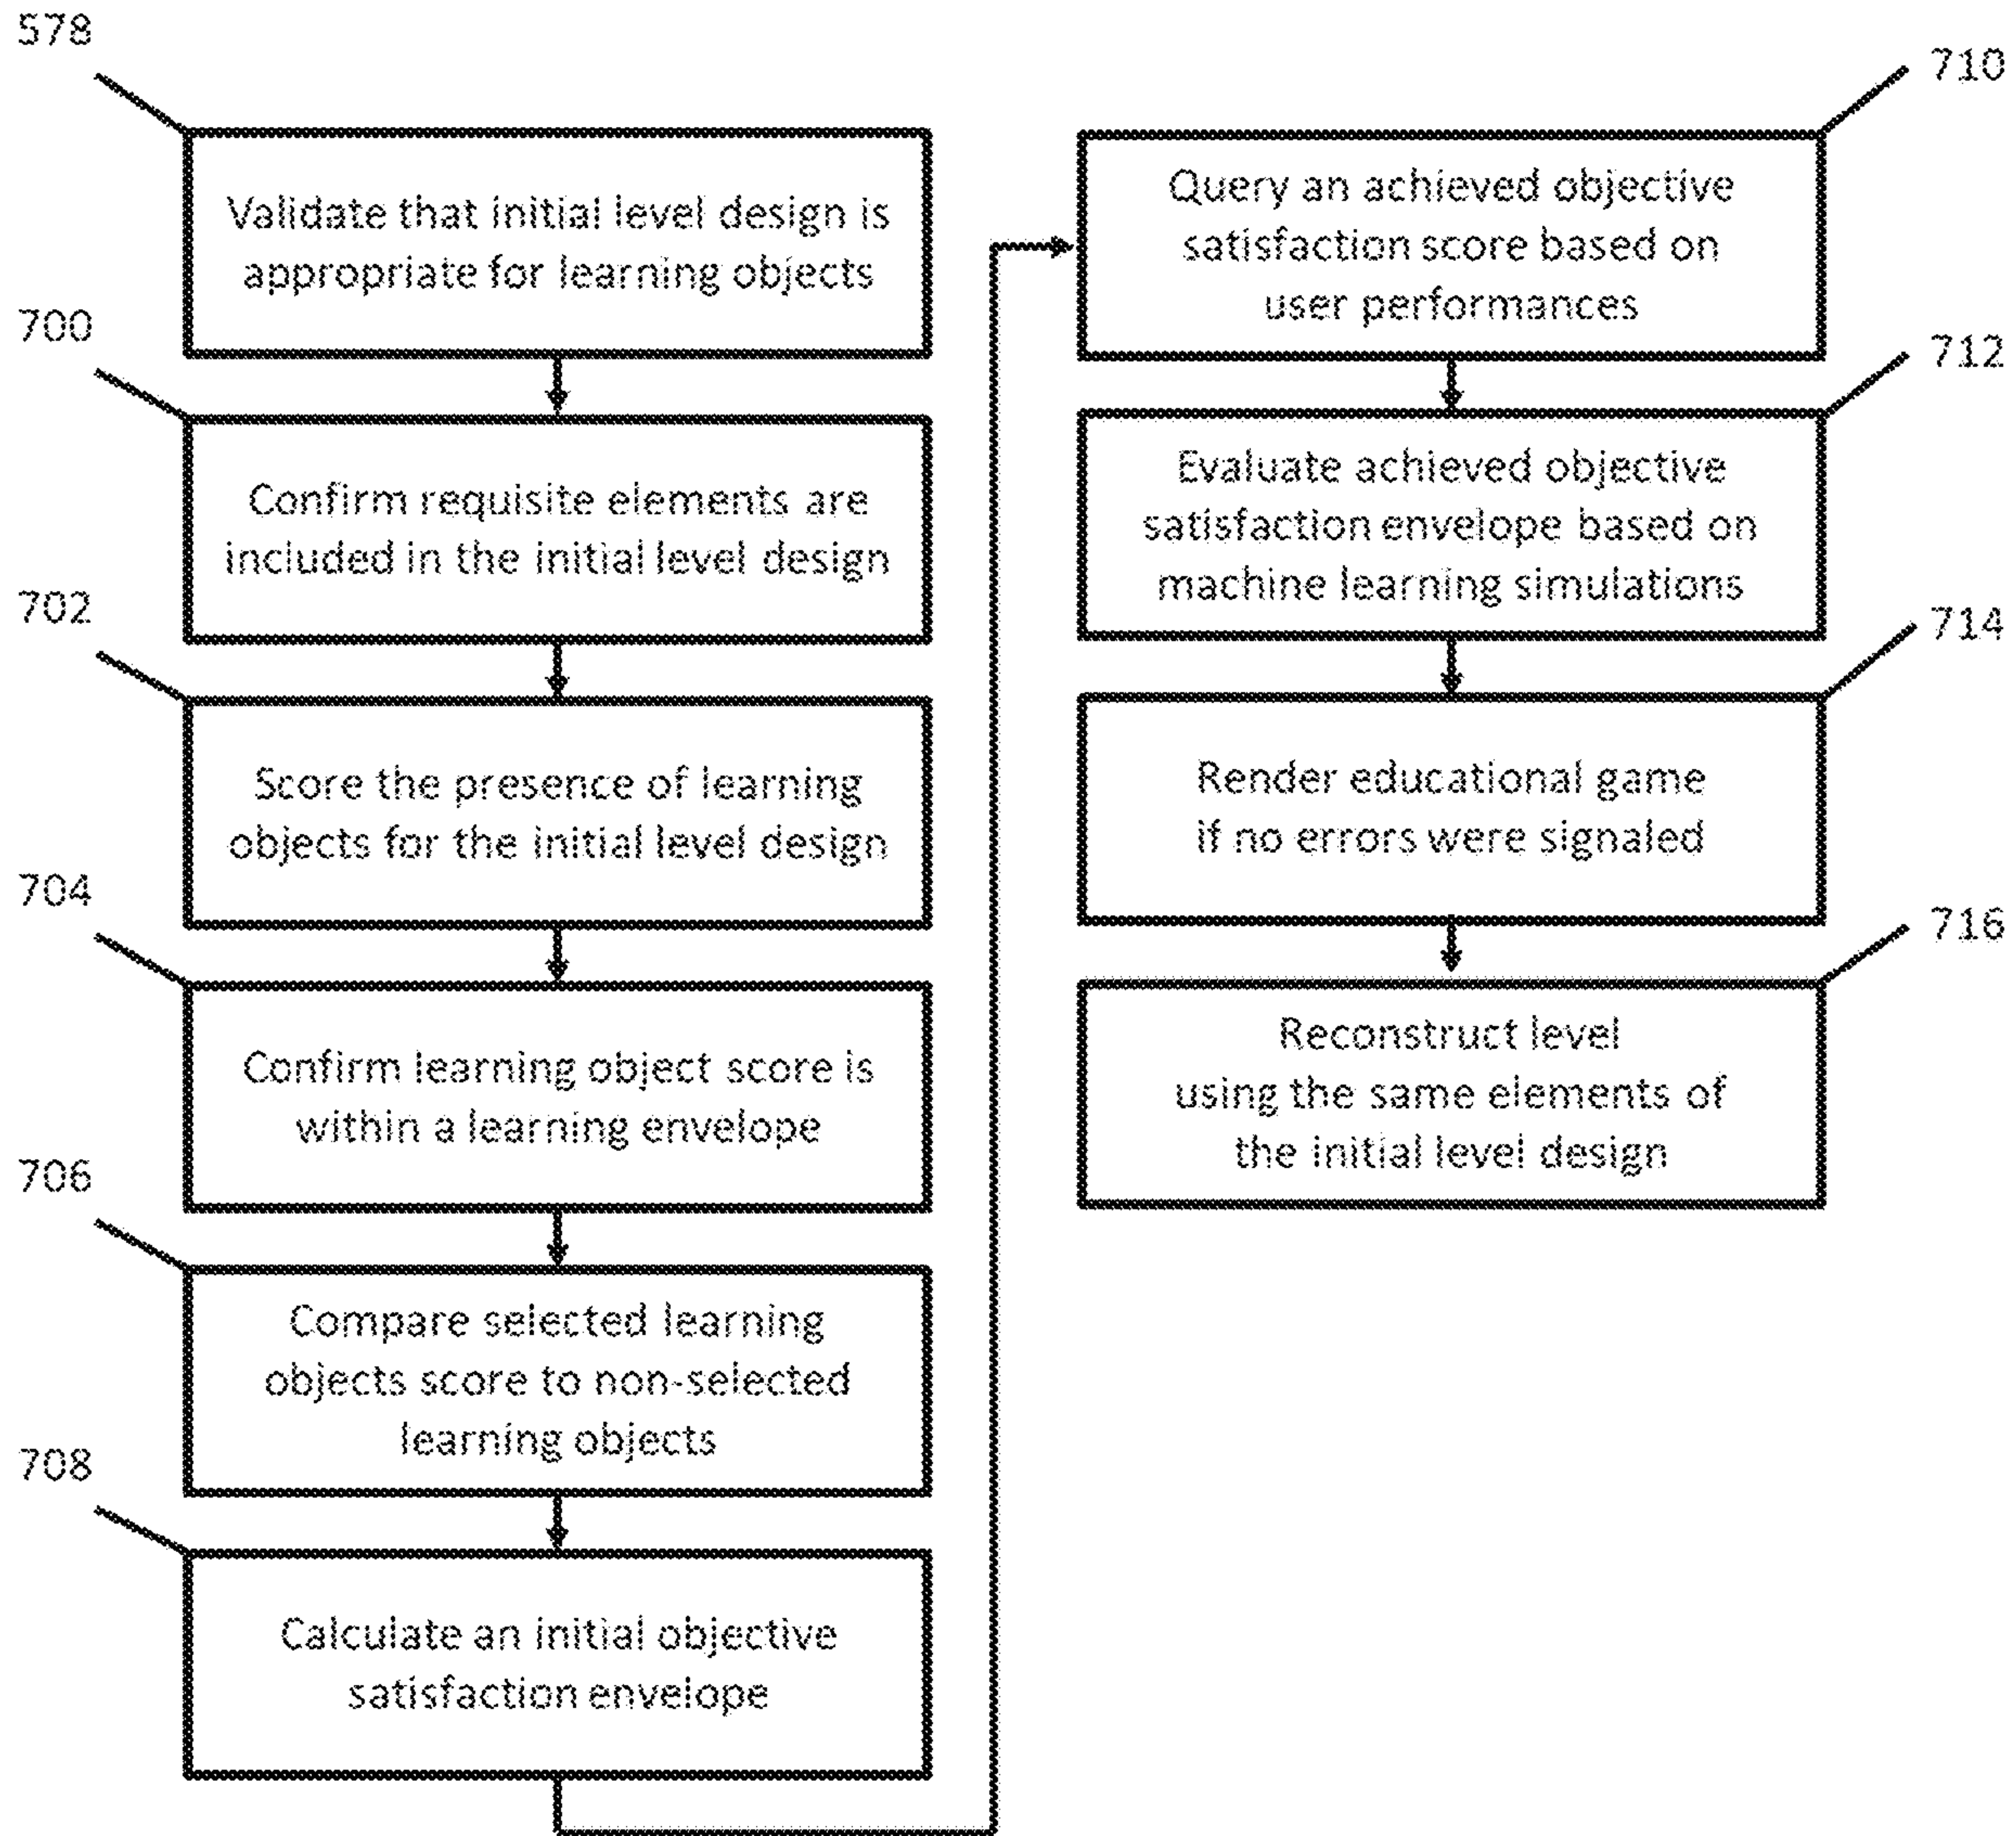 578
Validate that initial level design is
appropriate for learning objects
700
Confirm requisite elements are
included in the initial level design
702
Score the presence of learning
objects for the initial level design
704
Confirm learning object score is
within a learning envelope
706
Compare selected learning
objects score to non-selected
learning objects
708
Calculate an initial objective
satisfaction envelope
710
Query an achieved objective
satisfaction score based on
user performances
712
Evaluate achieved objective
satisfaction envelope based on
machine learning simulations
714
Render educational game
if no errors were signaled
716
Reconstruct level
using the same elements of
the initial level design